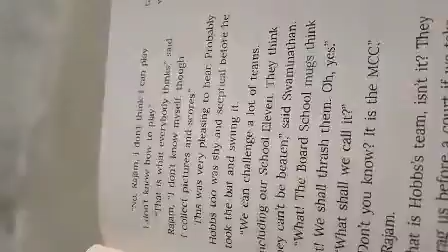 "No, Rajam, I don't think I can play.
I don't know how to play."
"That is what everybody thinks," said
Rajam, "I don't know myself, though
I collect pictures and scores."
This was very pleasing to hear. Probably
Hobbs too was shy and sceptical before he
took the bat and swung it.
"We can challenge a lot of teams,
including our School Eleven. They think
ey can't be beaten," said Swaminathan.
"What! The Board School mugs think
t! We shall thrash them. Oh, yes."
"What shall we call it?"
Don't you know? It is the MCC."
Rajam.
hat is Hobbs's team, isn't it? They
before a court if we